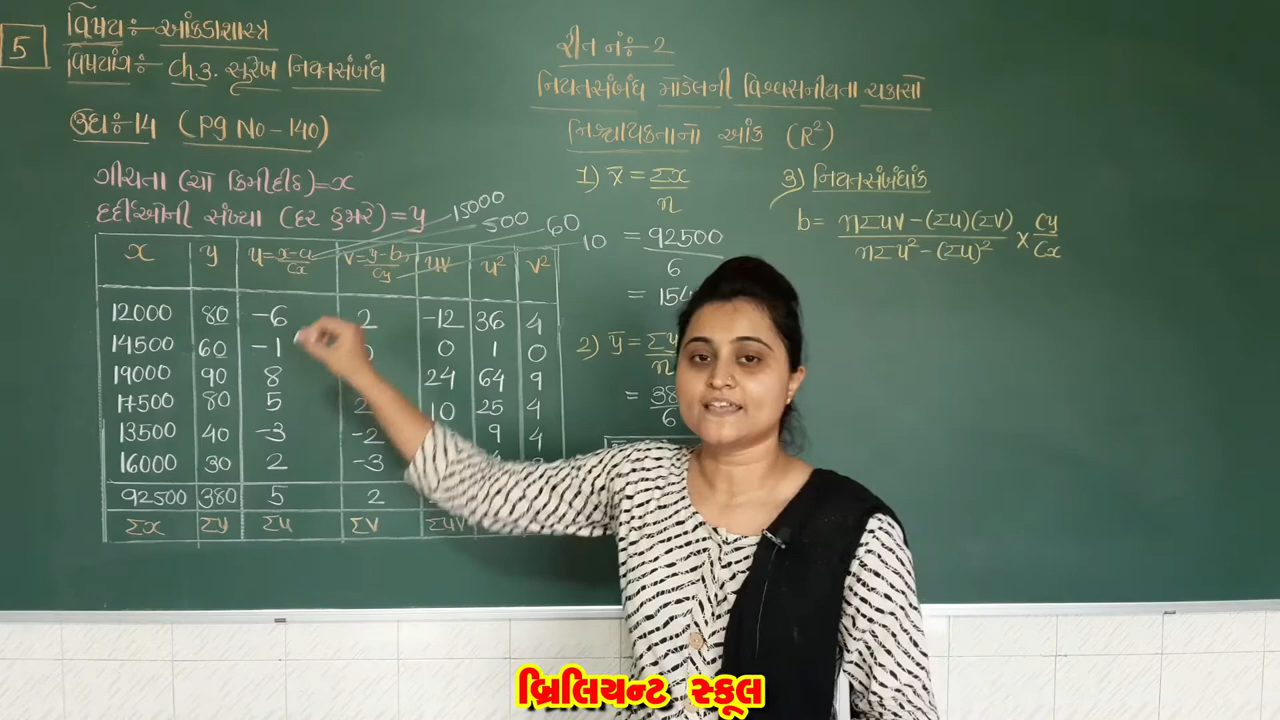 5
વિષય:- આંકડાશાસ્ત્ર
વિષયાંગ:- Ch.3. સુરેખ નિયતસંબંધ
ઉદા:-14 (Pg No - 140)
ગીચતા (ચો કિમીદીઠ)=x
દર્દીઓની સંખ્યા (દર હજારે)=y
15000
500
60
10
x y u=x-a/Cx v=y-b/Cy uv u² v²
12000 80 -6 2 -12 36 4
14500 60 -1 0 0 1 0
19000 90 8 24 64 9
17500 80 5 2 10 25 4
13500 40 -3 -2 9 4
16000 30 2 -3
92500 380 5 2
Σx Σy Σu Σv Σuv
રીત નં:- 2
નિયતસંબંધ મોડેલની વિશ્વસનીયતા ચકાસો
નિશ્ચાયકતાનો આંક (R²)
1) x̄ = Σx/n
= 92500/6
= 154
2) ȳ = Σy/n
= 38/6
3) નિયતસંબંધાંક
b = nΣuv - (Σu)(Σv) / nΣu² - (Σu)² × Cy/Cx
બ્રિલિયન્ટ સ્કૂલ